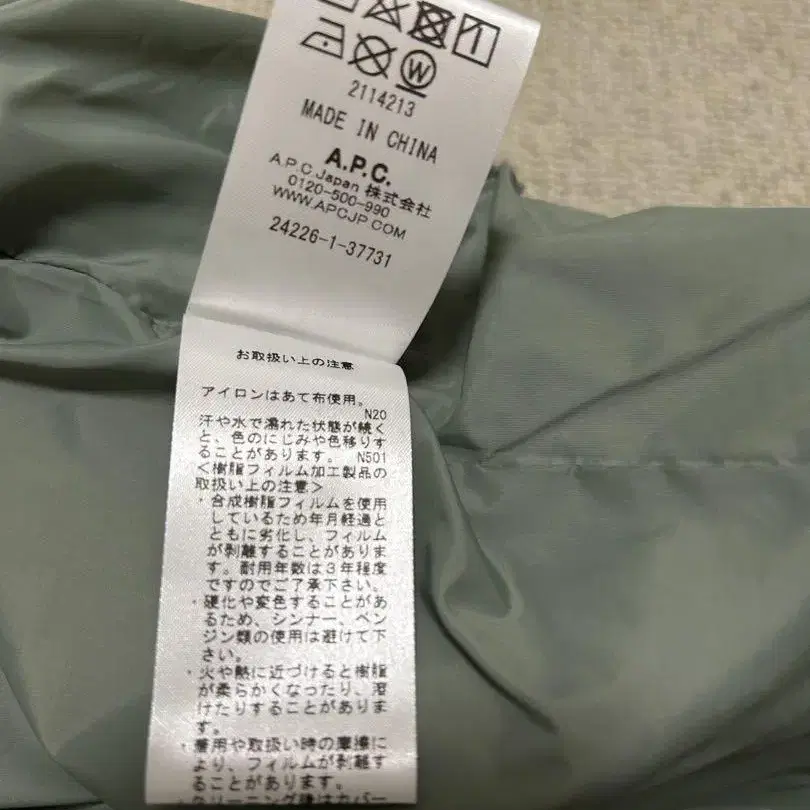 W
2114213
MADE IN CHINA
A.P.C.
A.P.C.Japan 株式会社
0120-500-990
WWW.APCJP.COM
24226-1-37731
お取扱い上の注意
アイロンはあて布使用。
N20
汗や水で濡れた状態が続く
と、色のにじみや色移りす
ることがあります。 N501
<樹脂フィルム加工製品の
取扱い上の注意>
・合成樹脂フィルムを使用
しているため年月経過と
ともに劣化し、フィルム
が剥離することがありま
す。耐用年数は３年程度
ですのでご了承下さい。
・硬化や変色することがあ
るため、シンナー、ベン
ジン類の使用は避けて下
さい。
・火や熱に近づけると樹脂
が柔らかくなったり、溶
けたりすることがありま
す。
・着用や取扱い時の摩擦に
より、フィルムが剥離す
ることがあります。
・クリーニング後はカバー